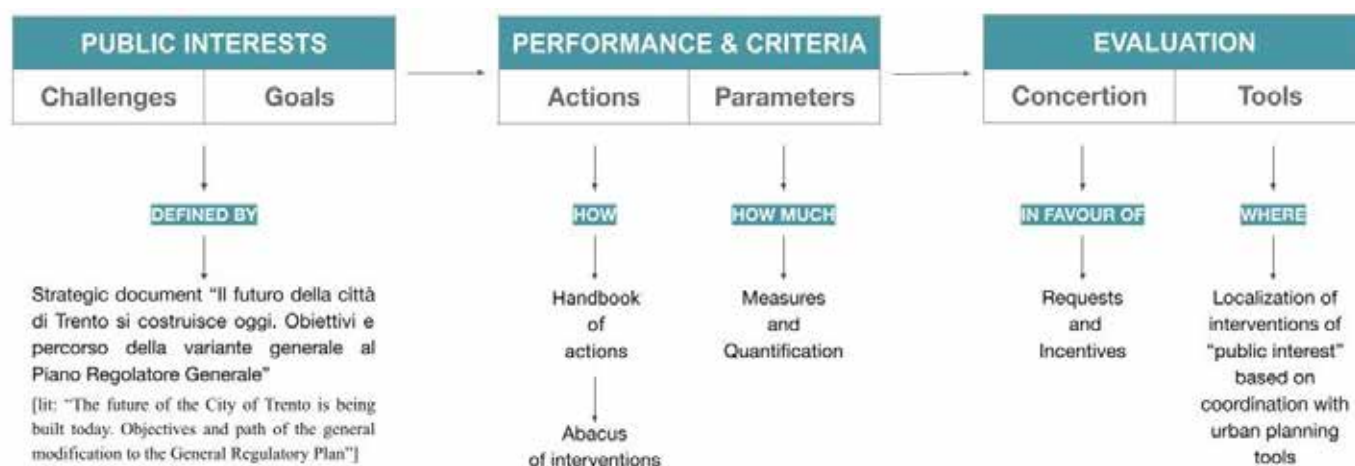 PUBLIC INTERESTS
Challenges
Goals
DEFINED BY
Strategic document “Il futuro della città
di Trento si costruisce oggi. Obiettivi e
percorso della variante generale al
Piano Regolatore Generale”
[lit: “The future of the City of Trento is being
built today. Objectives and path of the general
modification to the General Regulatory Plan”]
PERFORMANCE & CRITERIA
Actions
Parameters
HOW
Handbook
of
actions
Abacus
of interventions
HOW MUCH
Measures
and
Quantification
EVALUATION
Concertion
Tools
IN FAVOUR OF
Requests
and
Incentives
WHERE
Localization of
interventions of
“public interest”
based on
coordination with
urban planning
tools